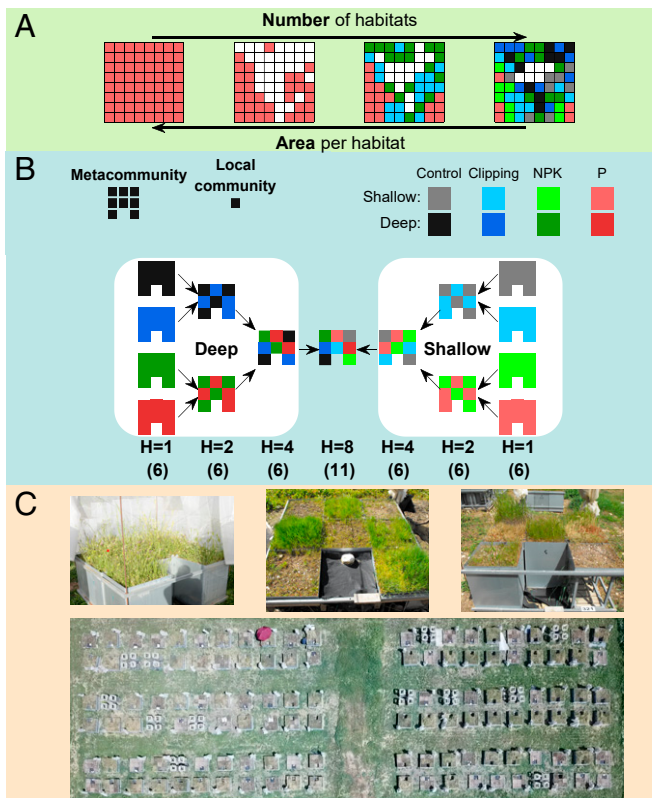 A
Number of habitats
Area per habitat
B
Metacommunity
Local
community
Control Clipping NPK P
Shallow:
Deep:
Deep
Shallow
H=1 H=2 H=4 H=8 H=4 H=2 H=1
(6) (6) (6) (11) (6) (6) (6)
C